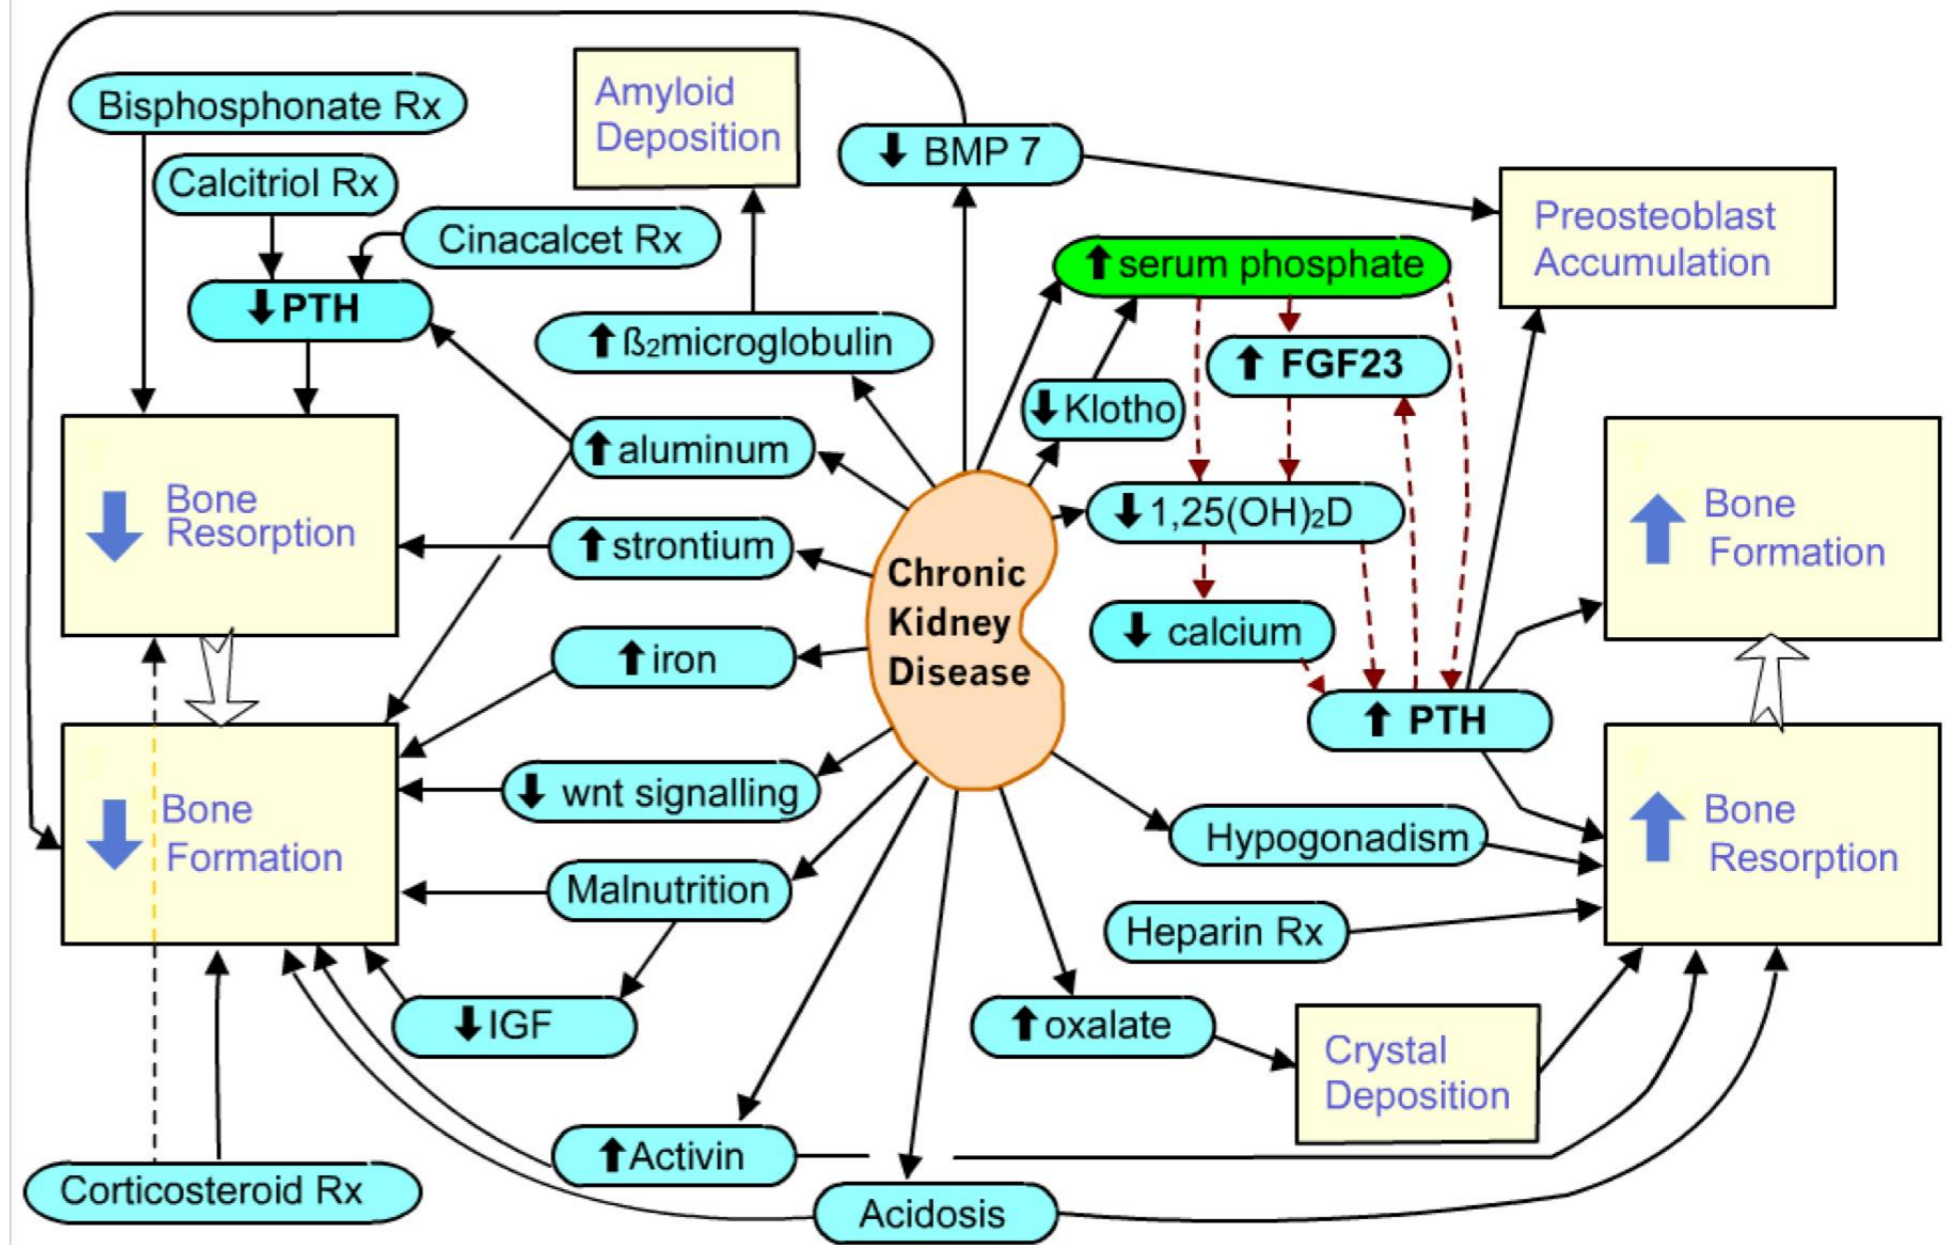 Bisphosphonate Rx
Calcitriol Rx
Cinacalcet Rx
⬇PTH
Amyloid
Deposition
⬇ BMP 7
⬆serum phosphate
Preosteoblast
Accumulation
⬆ß₂microglobulin
⬆ FGF23
⬇Klotho
⬆aluminum
⬇1,25(OH)₂D
⬆strontium
⬇ Bone
Resorption
⬆ Bone
Formation
Chronic
Kidney
Disease
⬇ calcium
⬆iron
⬆ PTH
⬇ wnt signalling
⬇ Bone
Formation
Hypogonadism
⬆ Bone
Resorption
Malnutrition
Heparin Rx
⬇IGF
⬆oxalate
Crystal
Deposition
⬆Activin
Corticosteroid Rx
Acidosis